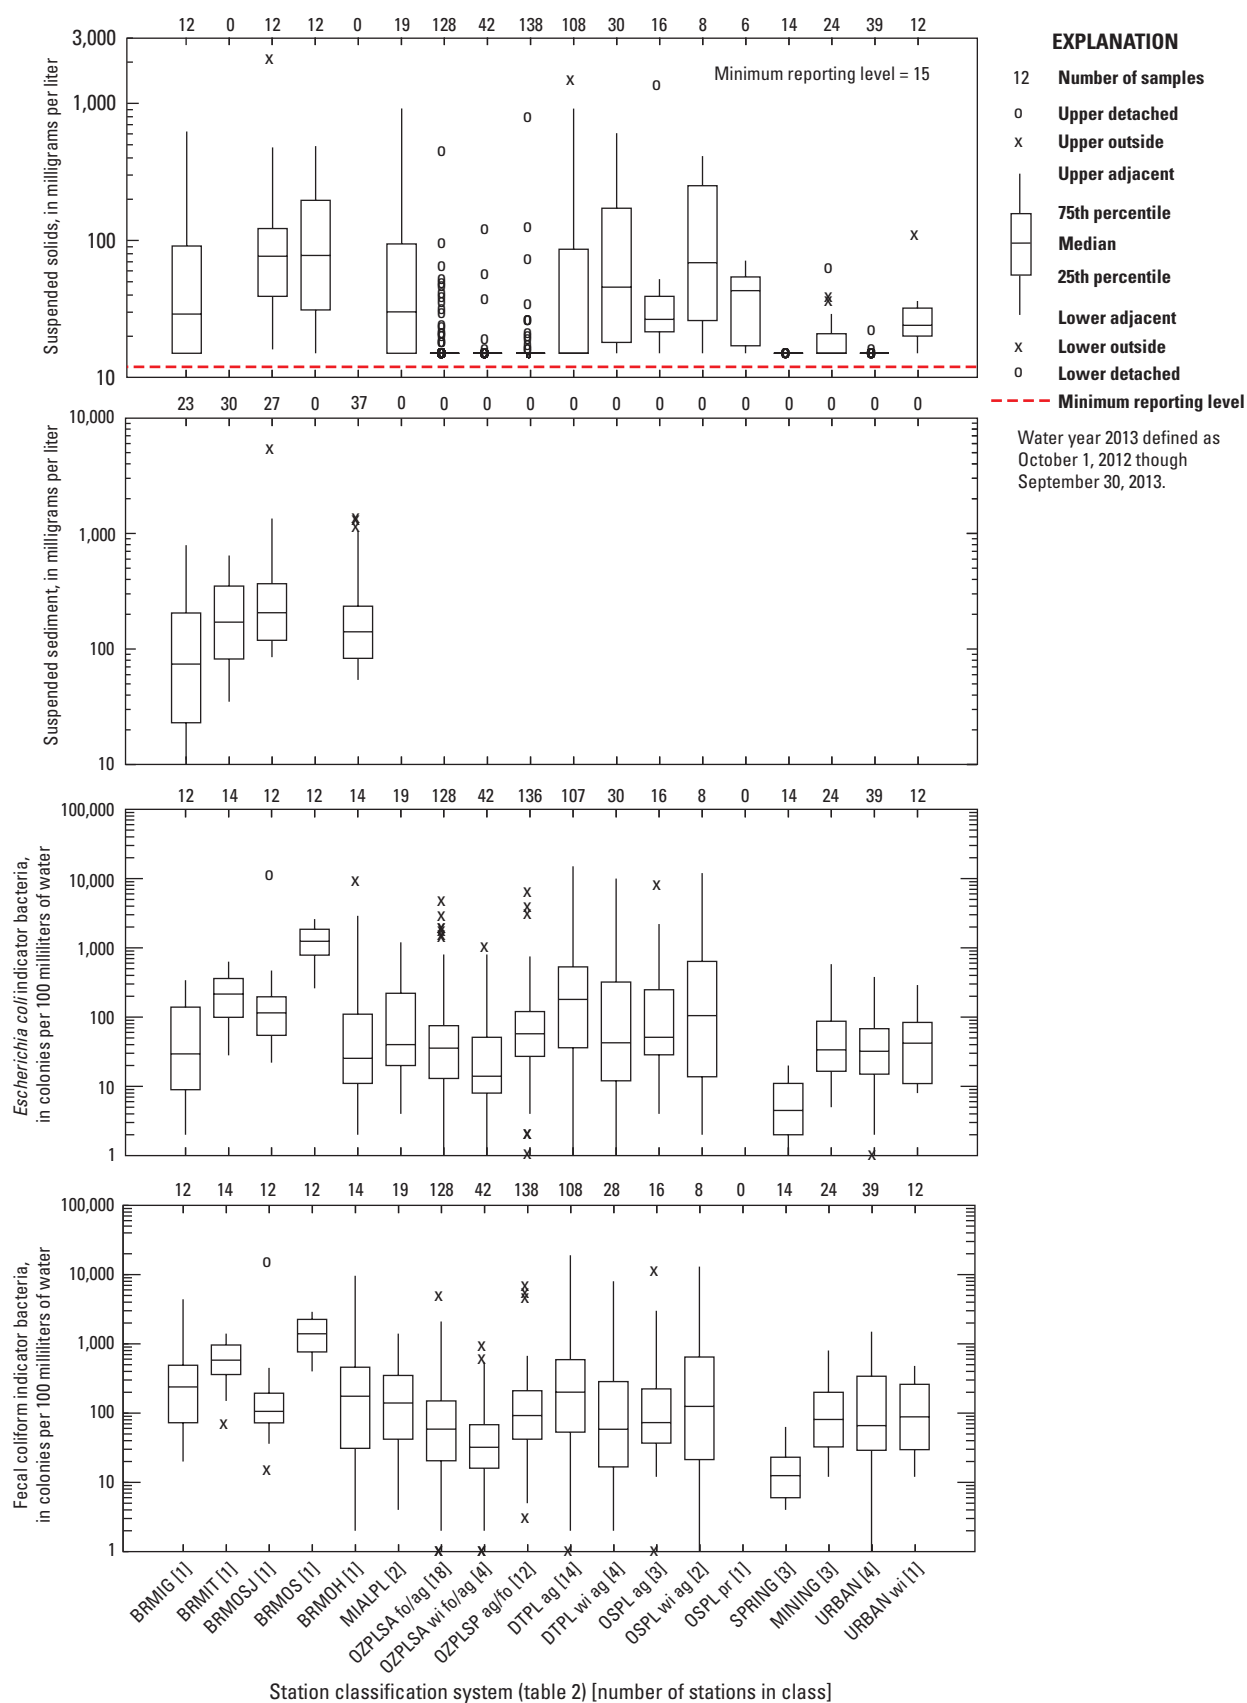 12 0 12 12 0 19 128 42 138 108 30 16 8 6 14 24 39 12
Suspended solids, in milligrams per liter
3,000
1,000
100
10
Minimum reporting level = 15
EXPLANATION
12 Number of samples
o Upper detached
x Upper outside
Upper adjacent
75th percentile
Median
25th percentile
Lower adjacent
x Lower outside
o Lower detached
Minimum reporting level
Water year 2013 defined as
October 1, 2012 though
September 30, 2013.
23 30 27 0 37 0 0 0 0 0 0 0 0 0 0 0 0 0
Suspended sediment, in milligrams per liter
10,000
1,000
100
10
12 14 12 12 14 19 128 42 136 107 30 16 8 0 14 24 39 12
Escherichia coli indicator bacteria,
in colonies per 100 milliliters of water
100,000
10,000
1,000
100
10
1
12 14 12 12 14 19 128 42 138 108 28 16 8 0 14 24 39 12
Fecal coliform indicator bacteria,
in colonies per 100 milliliters of water
100,000
10,000
1,000
100
10
1
BRMIG [1]
BRMIT [1]
BRMOSJ [1]
BRMOS [1]
BRMOH [1]
MIALPL [2]
OZPLSA fo/ag [18]
OZPLSA wi fo/ag [4]
OZPLSP ag/fo [12]
DTPL ag [14]
DTPL wi ag [4]
OSPL ag [3]
OSPL wi ag [2]
OSPL pr [1]
SPRING [3]
MINING [3]
URBAN [4]
URBAN wi [1]
Station classification system (table 2) [number of stations in class]